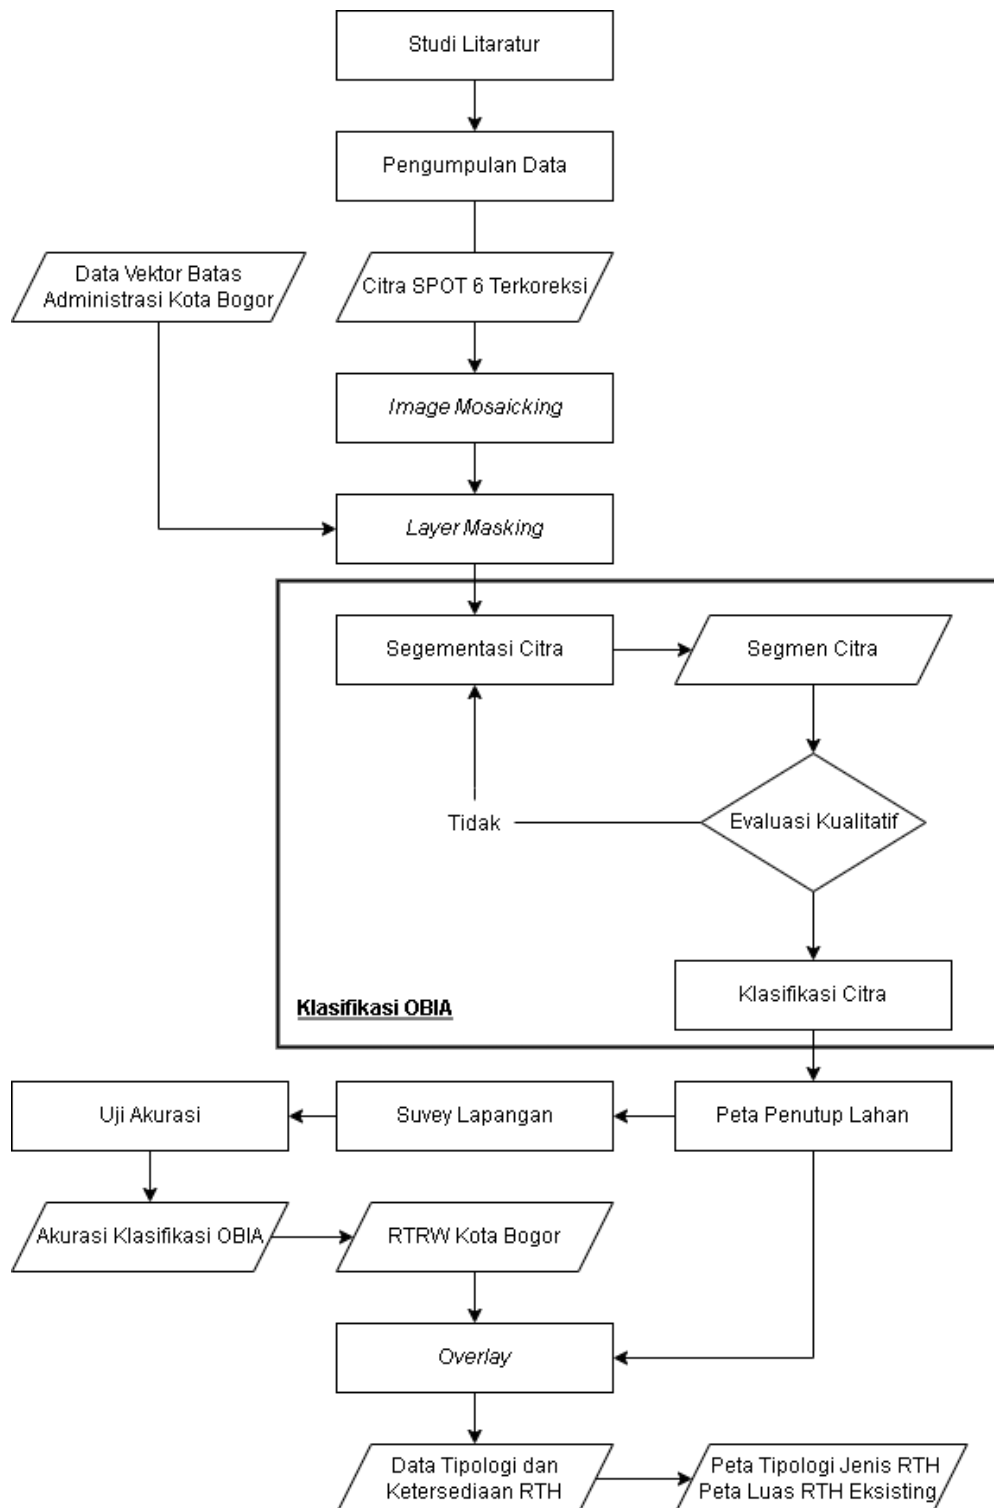 Studi Litaratur
Pengumpulan Data
Data Vektor Batas
Administrasi Kota Bogor
Citra SPOT 6 Terkoreksi
Image Mosaicking
Layer Masking
Segementasi Citra
Segmen Citra
Tidak
Evaluasi Kualitatif
Klasifikasi Citra
Klasifikasi OBIA
Uji Akurasi
Suvey Lapangan
Peta Penutup Lahan
Akurasi Klasifikasi OBIA
RTRW Kota Bogor
Overlay
Data Tipologi dan
Ketersediaan RTH
Peta Tipologi Jenis RTH
Peta Luas RTH Eksisting